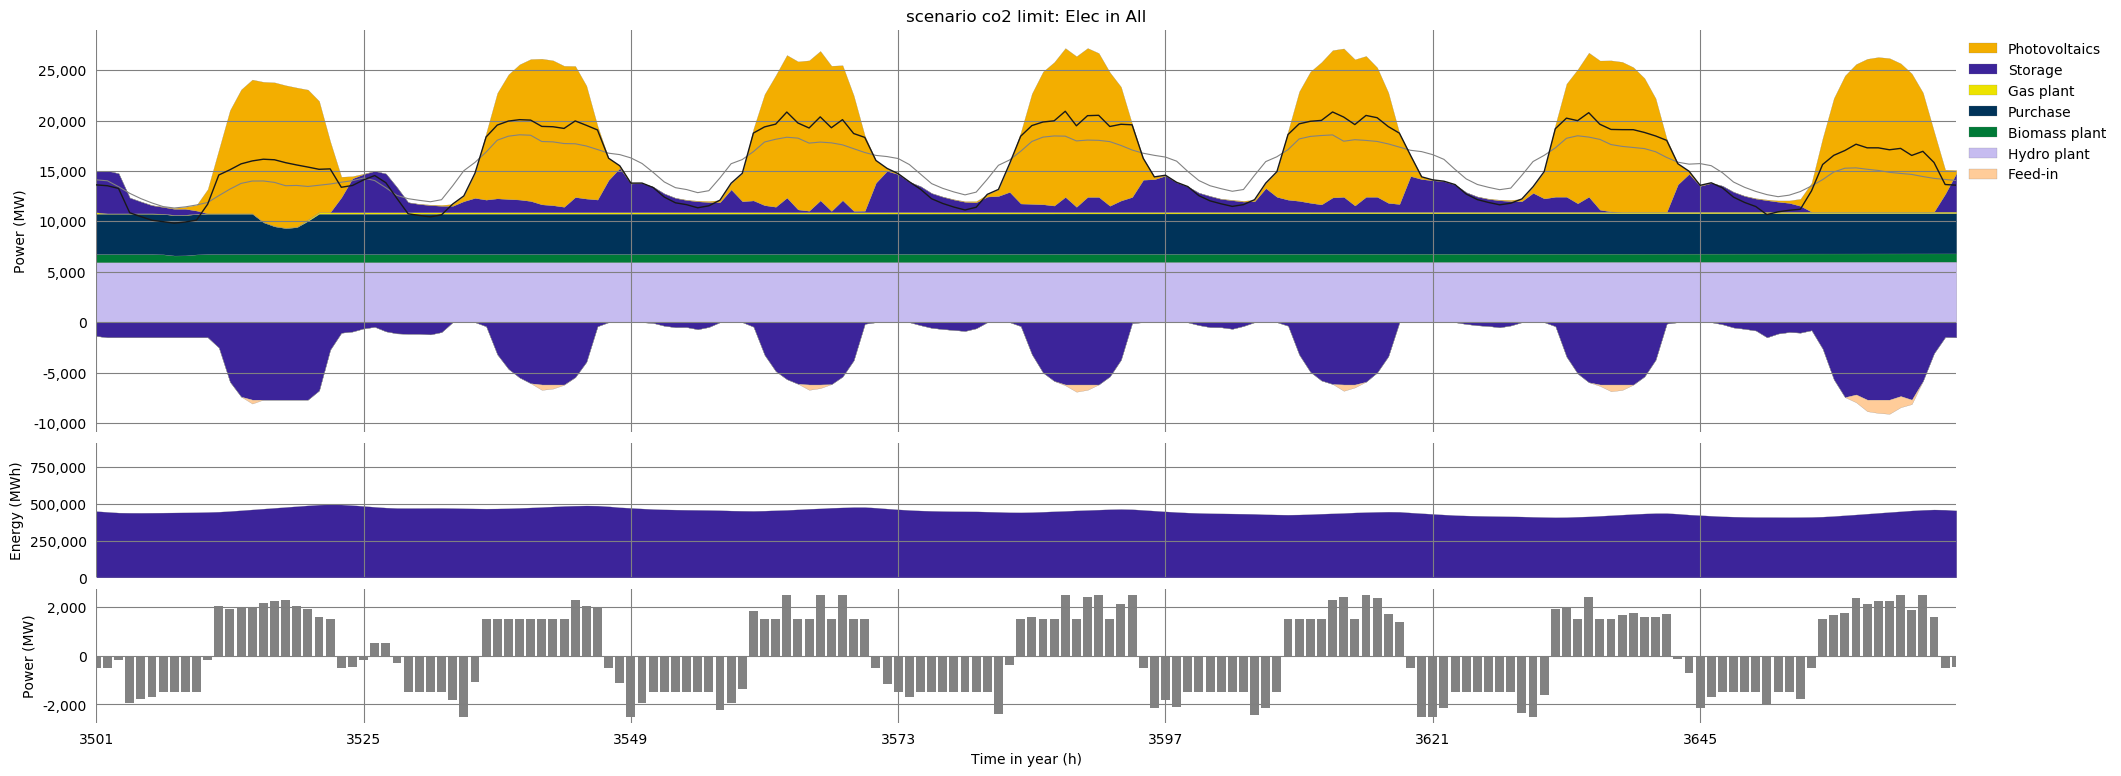 scenario co2 limit: Elec in All
Power (MW)
25,000
20,000
15,000
10,000
5,000
0
-5,000
-10,000
Photovoltaics
Storage
Gas plant
Purchase
Biomass plant
Hydro plant
Feed-in
Energy (MWh)
750,000
500,000
250,000
0
Power (MW)
2,000
0
-2,000
3501
3525
3549
3573
3597
3621
3645
Time in year (h)